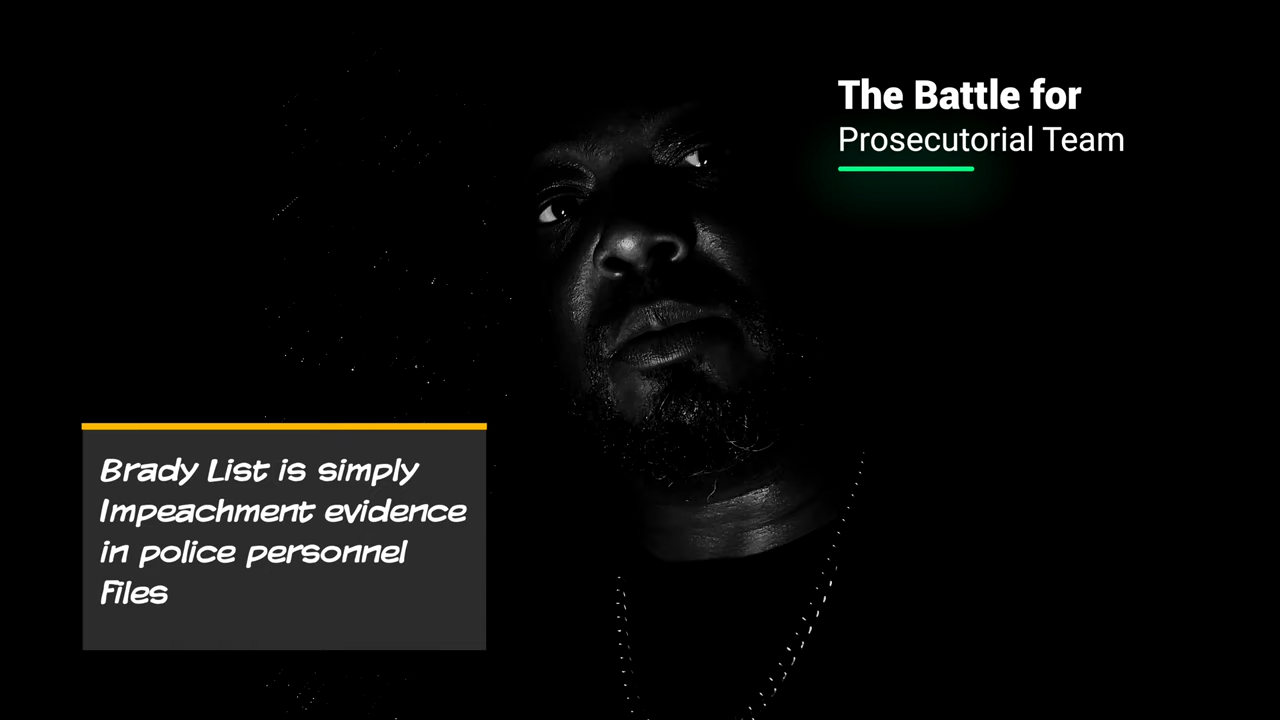 The Battle for
Prosecutorial Team
Brady List is simply
Impeachment evidence
in police personnel
Files